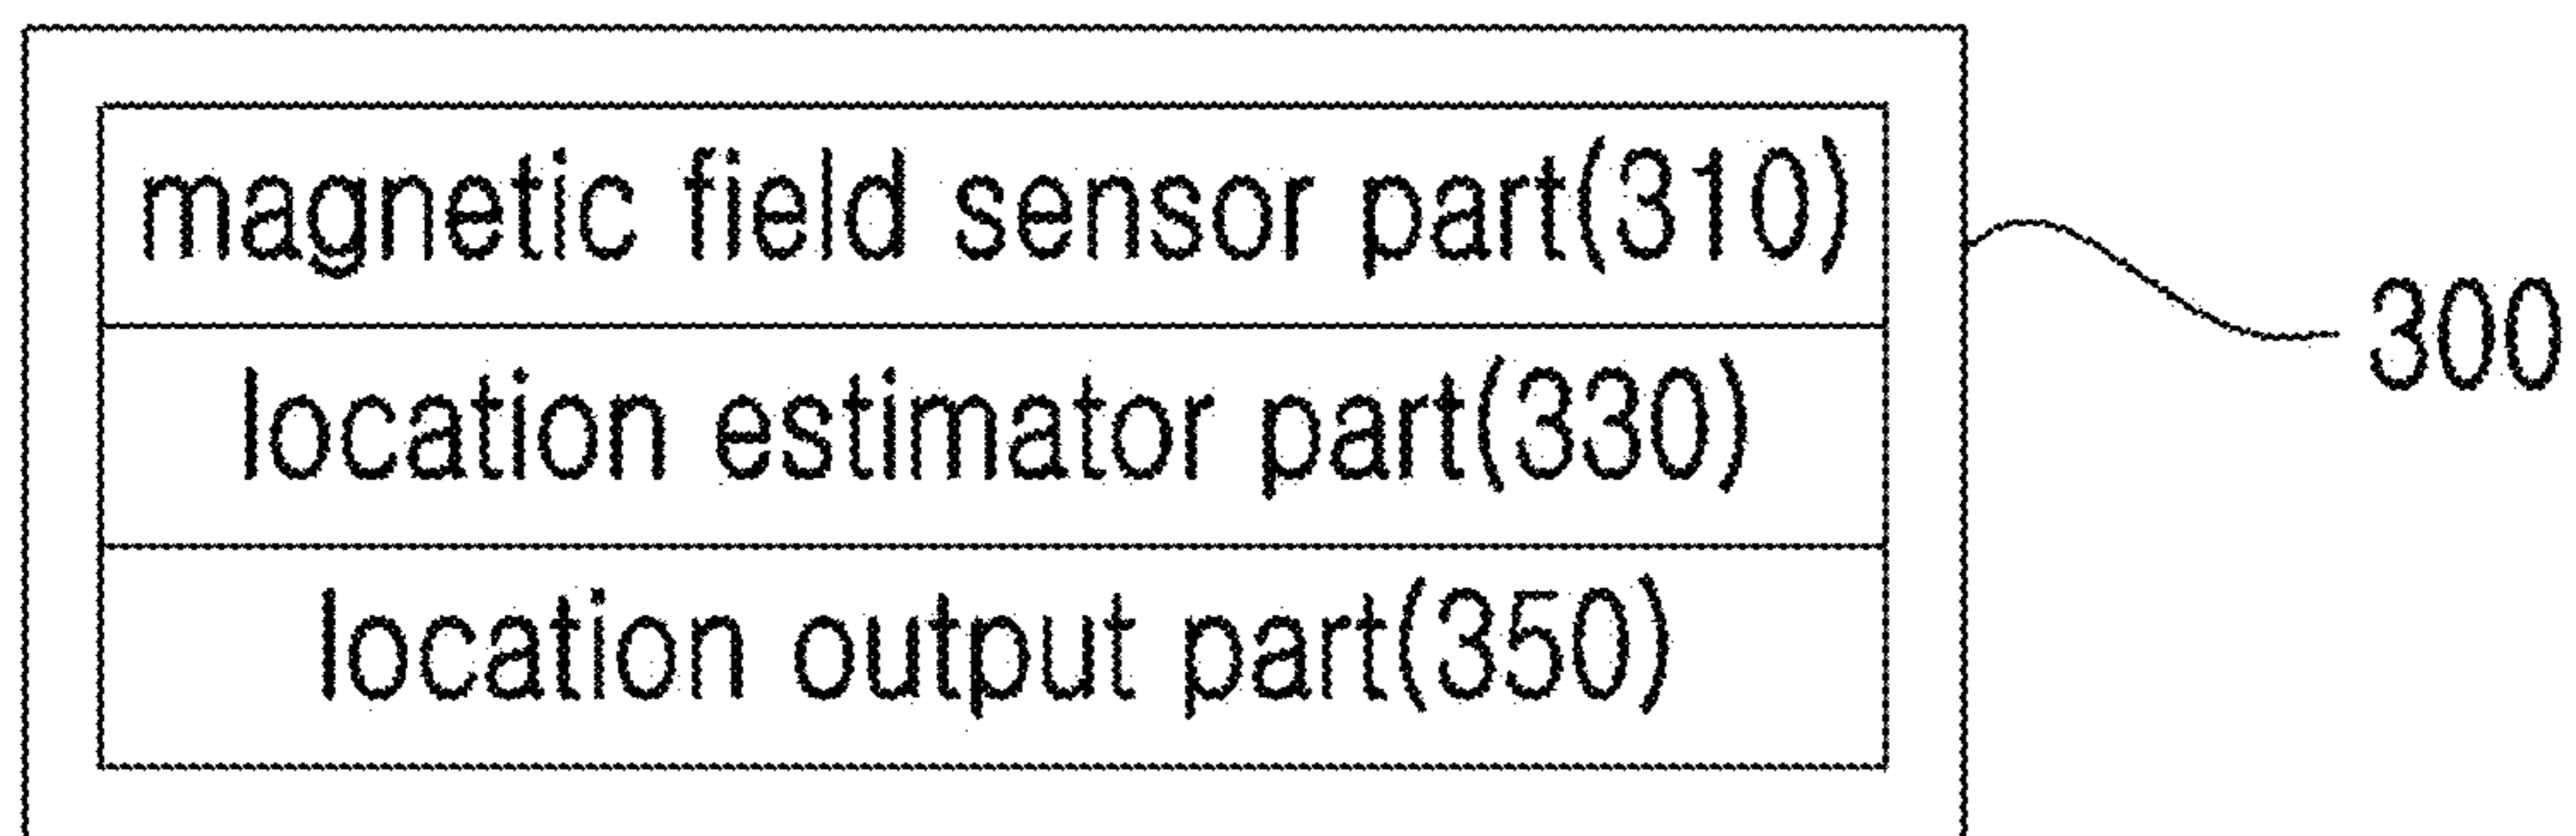 magnetic field sensor part(310)
300
location estimator part(330)
location output part(350)